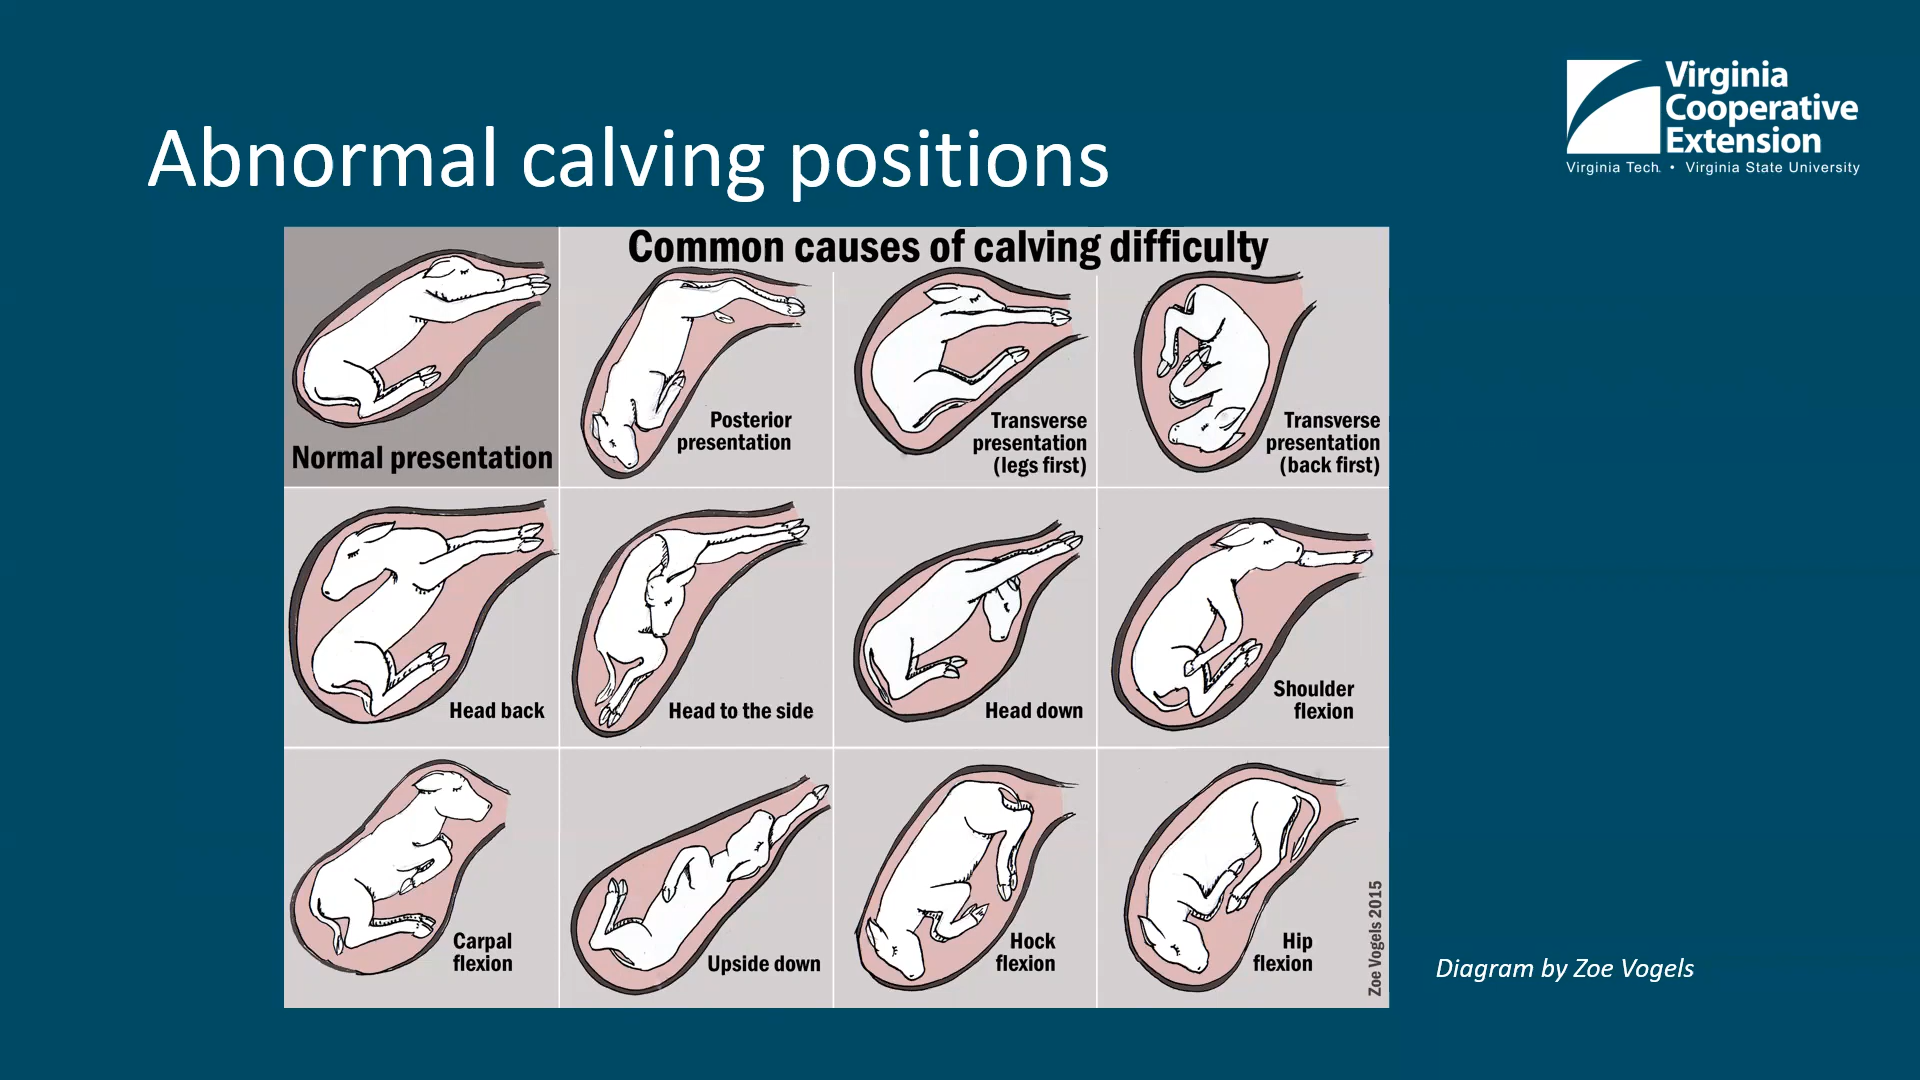 Abnormal calving positions
Virginia
Cooperative
Extension
Virginia Tech. • Virginia State University
Common causes of calving difficulty
Normal presentation
Posterior
presentation
Transverse
presentation
(legs first)
Transverse
presentation
(back first)
Head back
Head to the side
Head down
Shoulder
flexion
Carpal
flexion
Upside down
Hock
flexion
Hip
flexion
Zoe Vogels 2015
Diagram by Zoe Vogels